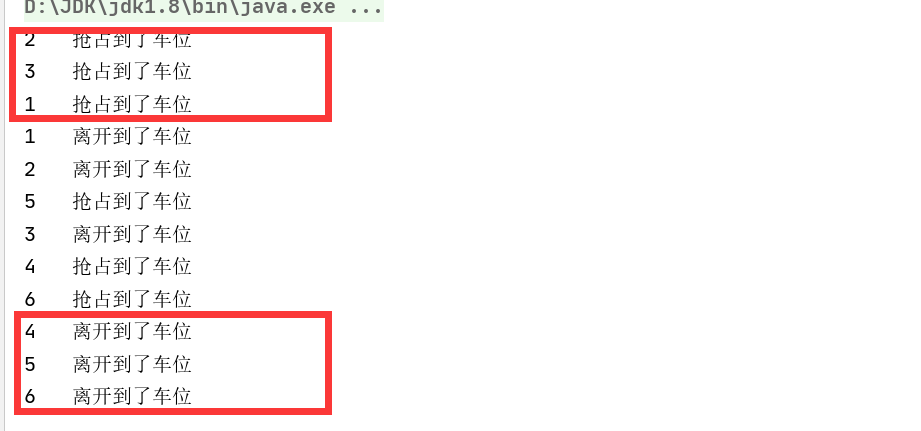 D:\JDK\jdk1.8\bin\java.exe ...
2 抢占到了车位
3 抢占到了车位
1 抢占到了车位
1 离开到了车位
2 离开到了车位
5 抢占到了车位
3 离开到了车位
4 抢占到了车位
6 抢占到了车位
4 离开到了车位
5 离开到了车位
6 离开到了车位